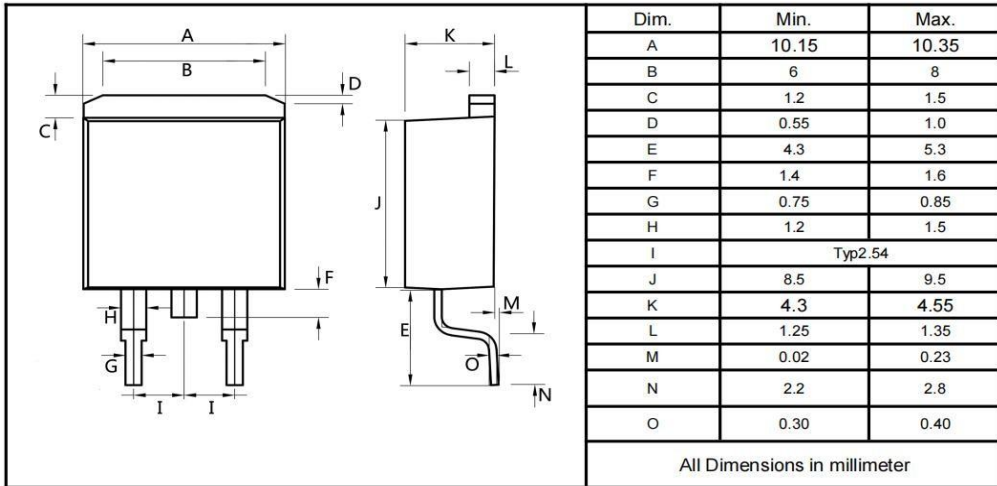 A
B
C
D
F
H
G
I I
K
L
J
E
M
O
N
Dim. Min. Max.
A 10.15 10.35
B 6 8
C 1.2 1.5
D 0.55 1.0
E 4.3 5.3
F 1.4 1.6
G 0.75 0.85
H 1.2 1.5
I Typ2.54
J 8.5 9.5
K 4.3 4.55
L 1.25 1.35
M 0.02 0.23
N 2.2 2.8
O 0.30 0.40
All Dimensions in millimeter